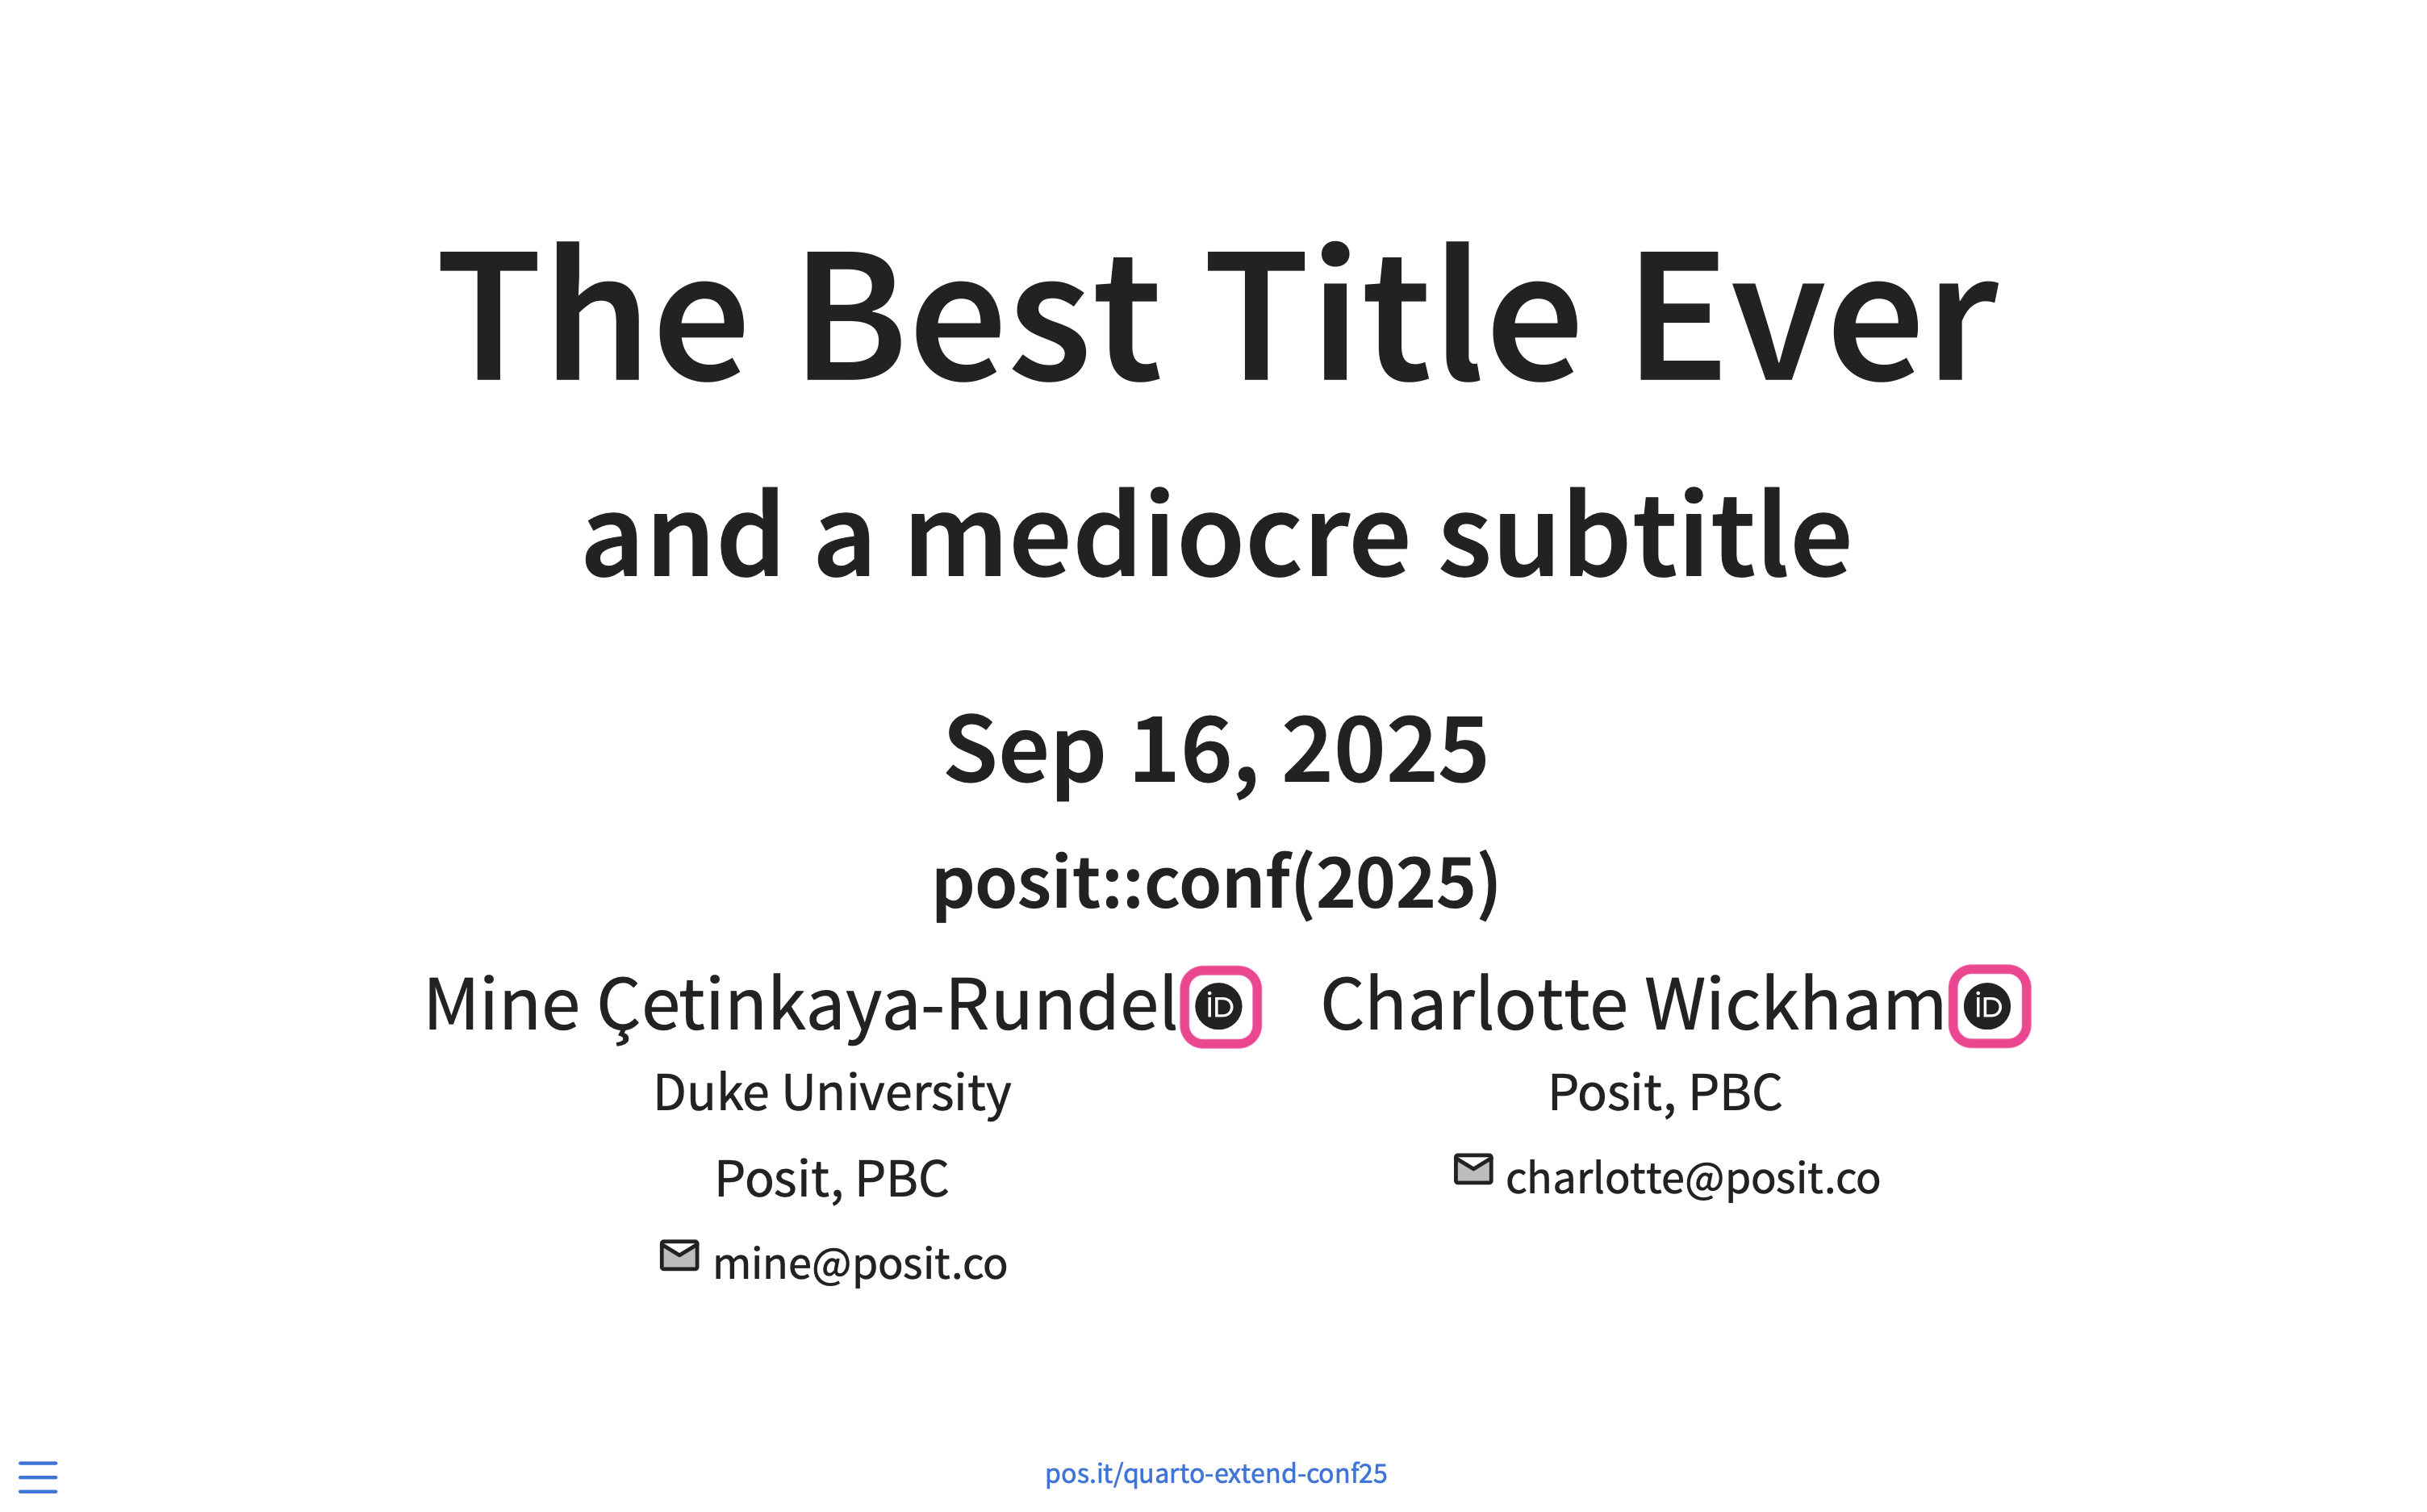 The Best Title Ever
and a mediocre subtitle
Sep 16, 2025
posit::conf(2025)
Mine Çetinkaya-Rundel iD
Duke University
Posit, PBC
mine@posit.co
Charlotte Wickham iD
Posit, PBC
charlotte@posit.co
pos.it/quarto-extend-conf25